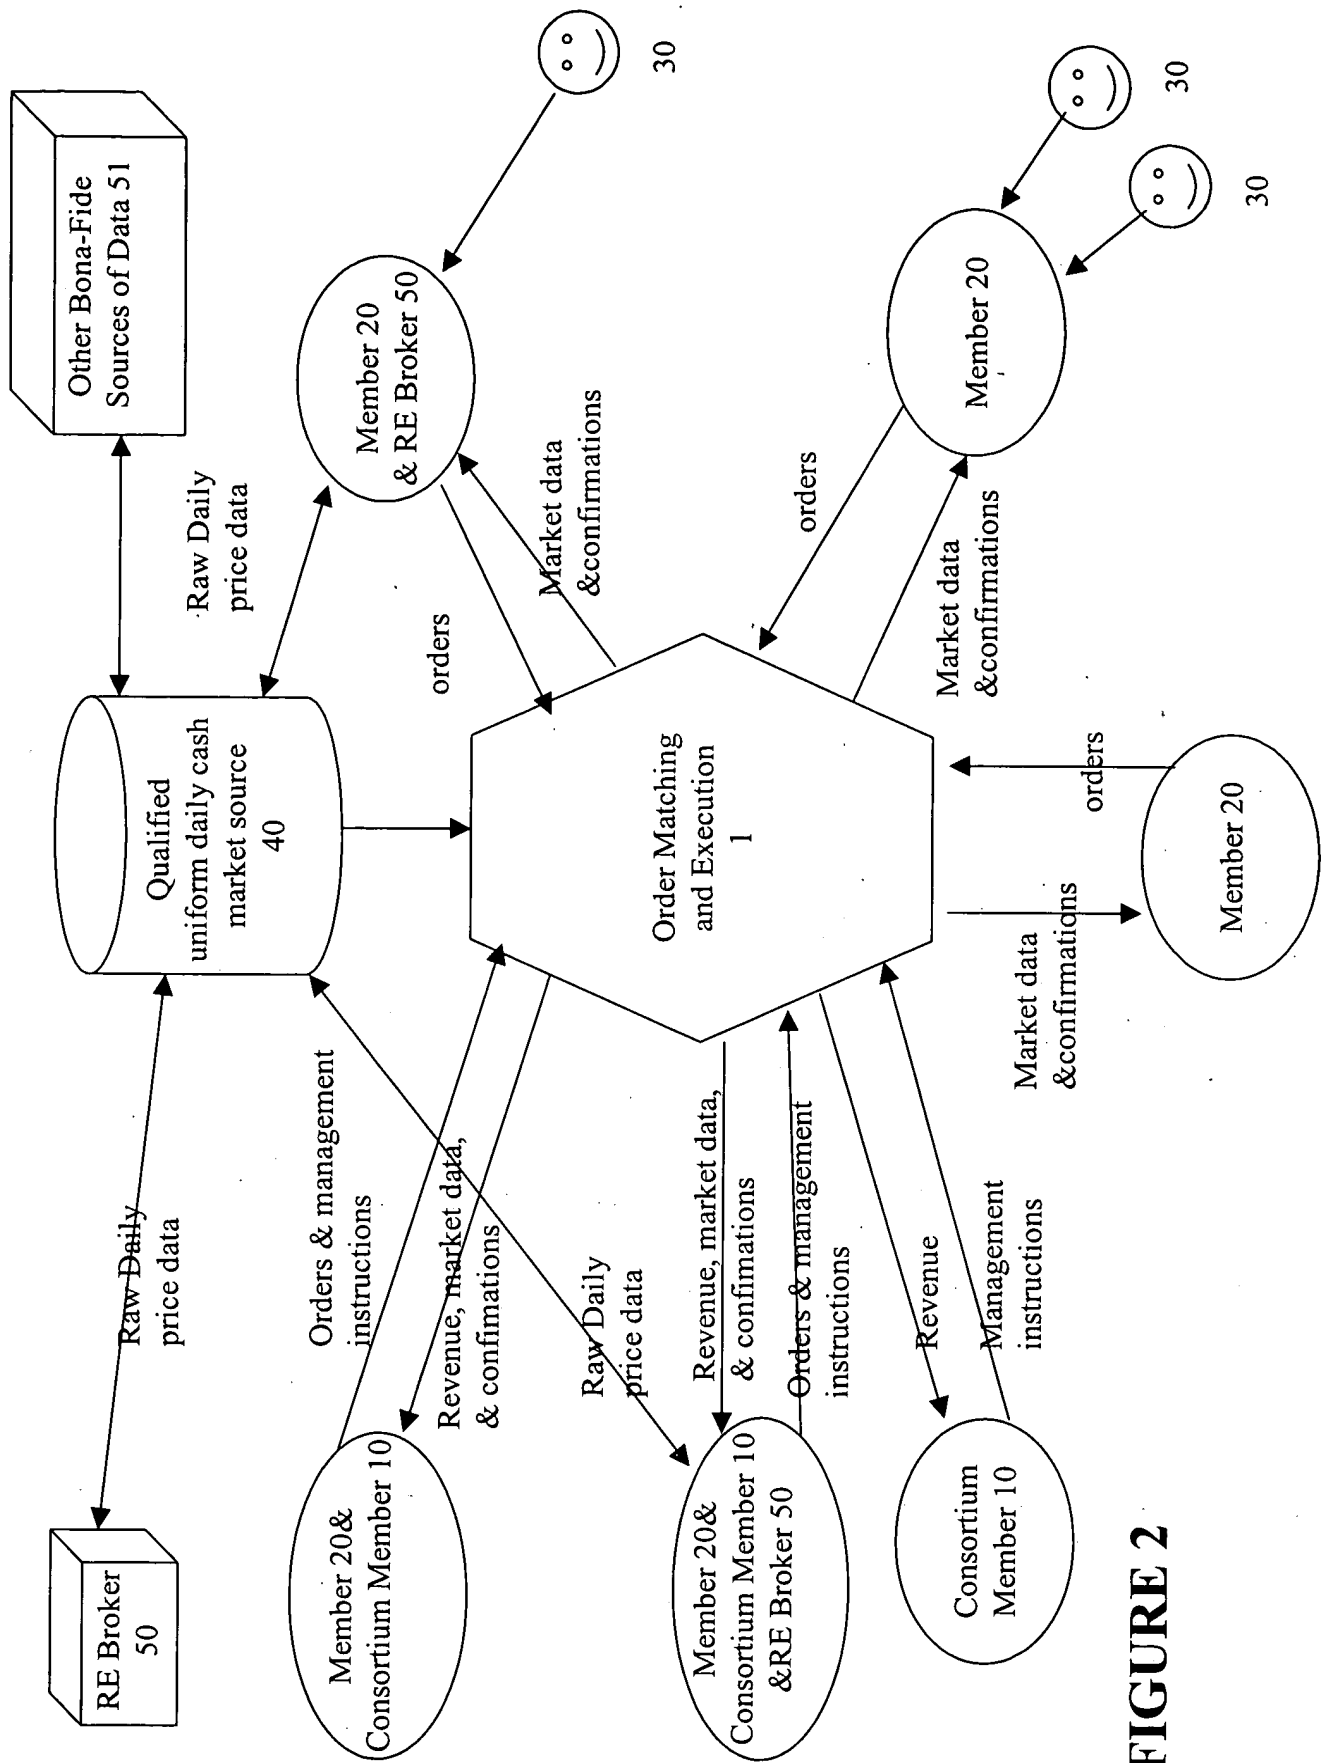 RE Broker
50
Raw Daily
price data
Qualified
uniform daily cash
market source
40
Other Bona-Fide
Sources of Data 51
Raw Daily
price data
Member 20&
Consortium Member 10
Orders & management
instructions
Revenue, market data,
& confimations
orders
Member 20
& RE Broker 50
Market data
&confirmations
30
Raw Daily
price data
Member 20&
Consortium Member 10
&RE Broker 50
Revenue, market data,
& confimations
Orders & management
instructions
Order Matching
and Execution
1
Consortium
Member 10
Revenue
Management
instructions
Market data
&confirmations
orders
Member 20
orders
Market data
&confirmations
Member 20
30
30
FIGURE 2